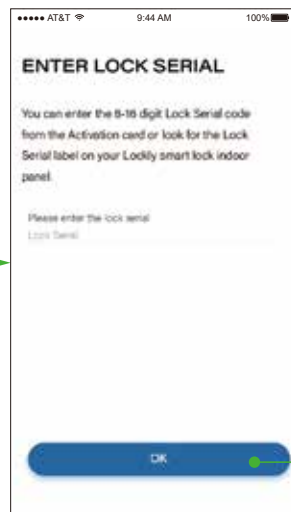 ••••• AT&T 9:44 AM 100%
ENTER LOCK SERIAL
You can enter the 8-16 digit Lock Serial code
from the Activation card or look for the Lock
Serial label on your Lockly smart lock indoor
panel.
Please enter the lock serial
Lock Serial
OK